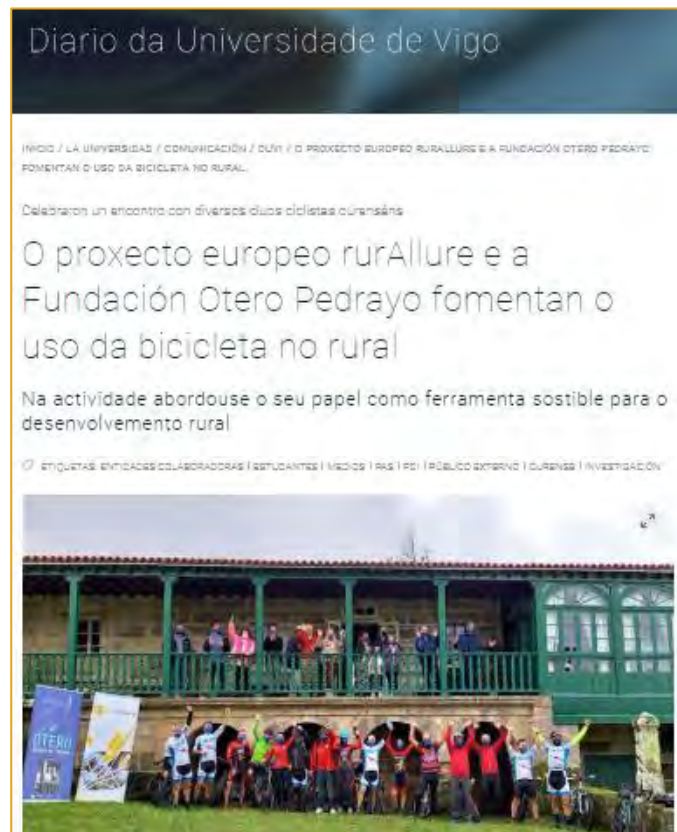 Diario da Universidade de Vigo
INICIO / LA UNIVERSIDAD / COMUNICACIÓN / DUVI / O PROXECTO EUROPEO RURALLURE E A FUNDACIÓN OTERO PEDRAYO
FOMENTAN O USO DA BICICLETA NO RURAL
Celebraron un encontro con diversos clubs ciclistas ourensáns
O proxecto europeo rurAllure e a
Fundación Otero Pedrayo fomentan o
uso da bicicleta no rural
Na actividade abordouse o seu papel como ferramenta sostible para o
desenvolvemento rural
ETIQUETAS: ENTIDADES COLABORADORAS | ESTUDANTES | MEDIOS | PAS | PDI | PÚBLICO EXTERNO | OURENSE | INVESTIGACIÓN
OTERO